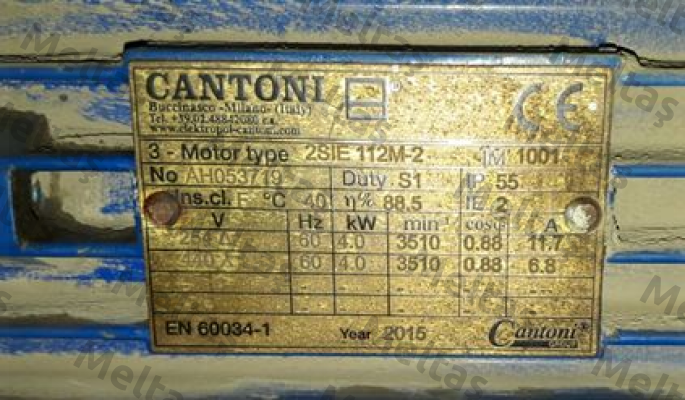 CANTONI ®
Buccinasco -Milano- (Italy)
Tel. +39.02.48842080 r.a.
www.elektropol-cantoni.com
CE
3 - Motor type 2SIE 112M-2 IM 1001
No AH053719 Duty S1 IP 55
Ins.cl. F °C 40 η% 88.5 IE 2
V Hz kW min⁻¹ cosφ A
254 Δ 60 4.0 3510 0.88 11.7
440 60 4.0 3510 0.88 6.8
- - - - - -
- - - - - -
EN 60034-1 Year 2015 Cantoni®
GROUP
Meltaş